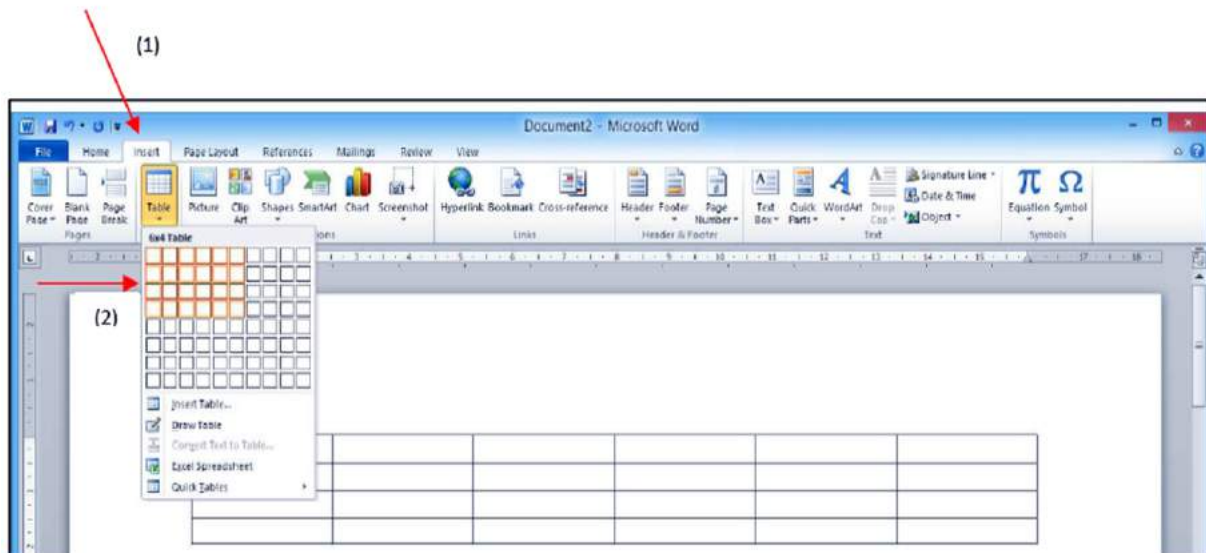 (1)
Document2 - Microsoft Word
File Home Insert Page Layout References Mailings Review View
Cover Page Blank Page Page Break Table Picture Clip Art Shapes SmartArt Chart Screenshot Hyperlink Bookmark Cross-reference Header Footer Page Number Text Box Quick Parts WordArt Drop Cap Signature Line Date & Time Object Equation Symbol
Pages Links Header & Footer Text Symbols
6x4 Table
(2)
Insert Table...
Draw Table
Convert Text to Table...
Excel Spreadsheet
Quick Tables